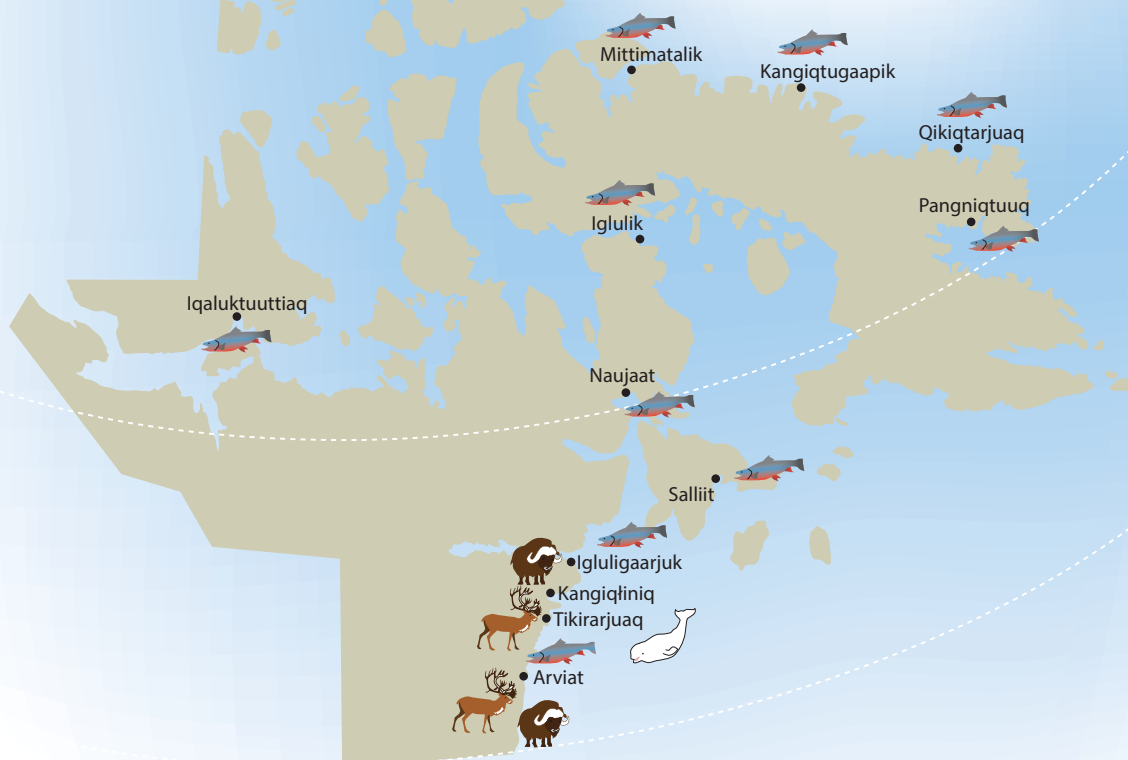 Mittimatalik
Kangiqtugaapik
Qikiqtarjuaq
Pangniqtuuq
Iglulik
Iqaluktuuttiaq
Naujaat
Salliit
Igluligaarjuk
Kangiqłiniq
Tikirarjuaq
Arviat